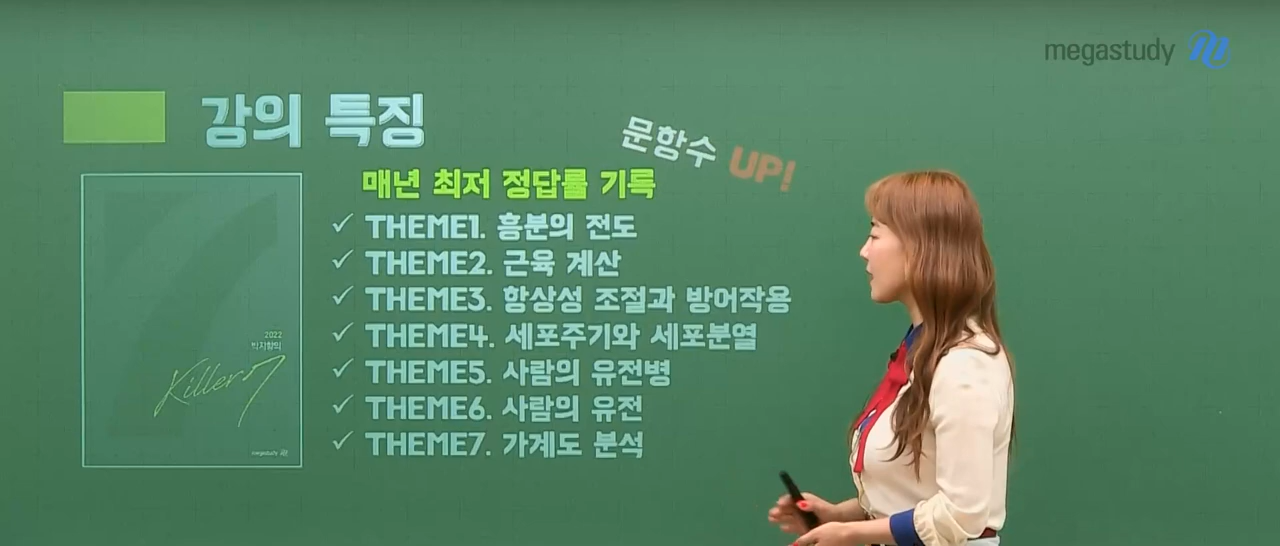 megastudy
강의 특징
문항수 UP!
매년 최저 정답률 기록
✓ THEME1. 흥분의 전도
✓ THEME2. 근육 계산
✓ THEME3. 항상성 조절과 방어작용
✓ THEME4. 세포주기와 세포분열
✓ THEME5. 사람의 유전병
✓ THEME6. 사람의 유전
✓ THEME7. 가계도 분석
2022
Killer 7
megastudy